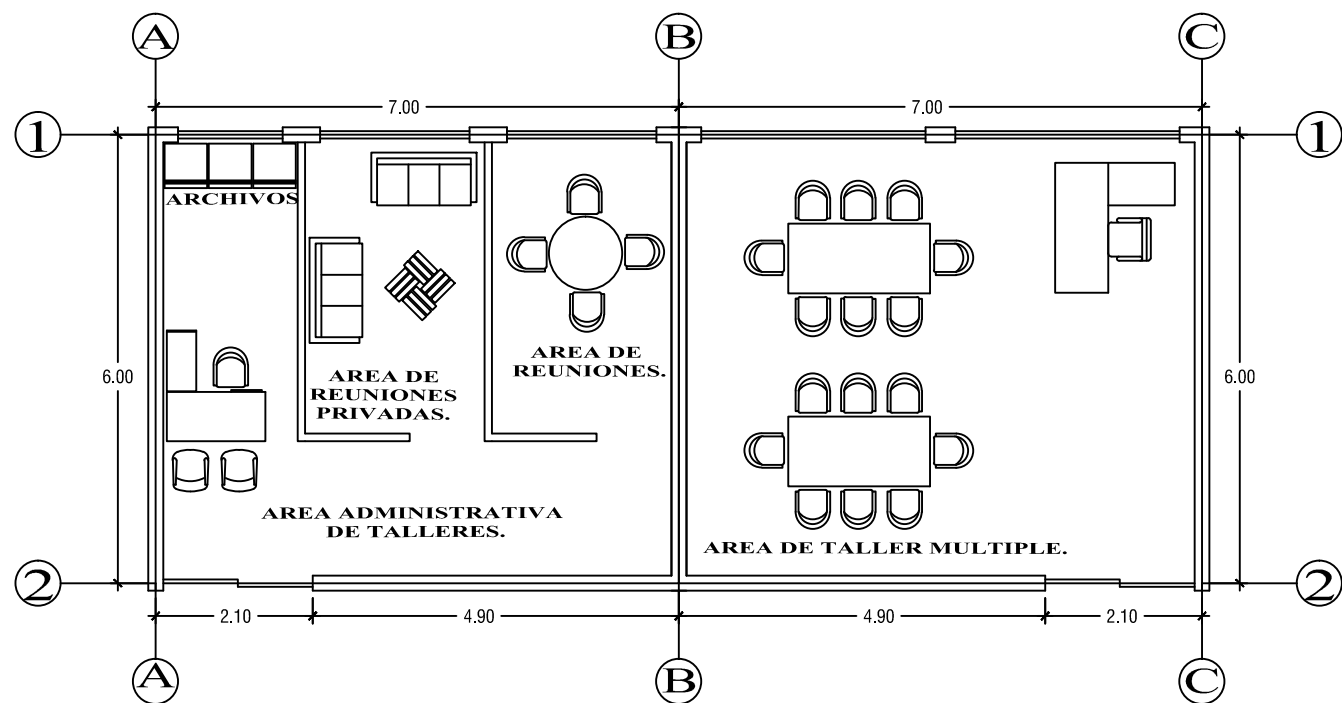 A
B
C
7.00
7.00
1
1
ARCHIVOS
AREA DE
REUNIONES.
6.00
6.00
AREA DE
REUNIONES
PRIVADAS.
AREA ADMINISTRATIVA
DE TALLERES.
AREA DE TALLER MULTIPLE.
2
2
2.10
4.90
4.90
2.10
A
B
C